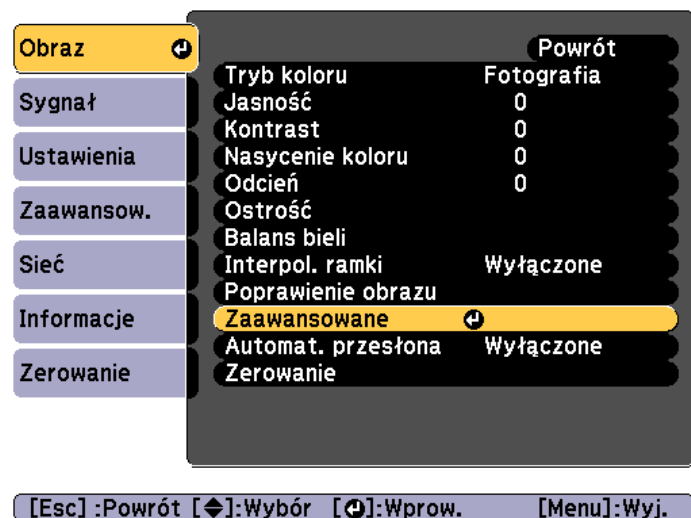 Obraz
Sygnał
Ustawienia
Zaawansow.
Sieć
Informacje
Zerowanie
Powrót
Tryb koloru Fotografia
Jasność 0
Kontrast 0
Nasycenie koloru 0
Odcień 0
Ostrość
Balans bieli
Interpol. ramki Wyłączone
Poprawienie obrazu
Zaawansowane
Automat. przesłona Wyłączone
Zerowanie
[Esc] :Powrót [◆]:Wybór [↵]:Wprow. [Menu]:Wyj.